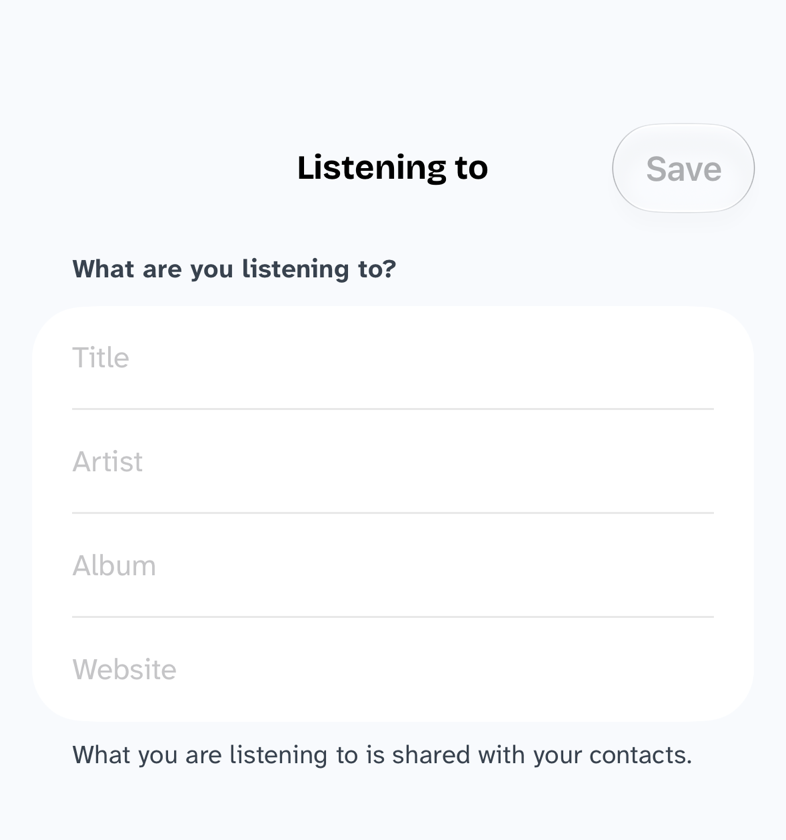 Listening to
Save
What are you listening to?
Title
Artist
Album
Website
What you are listening to is shared with your contacts.